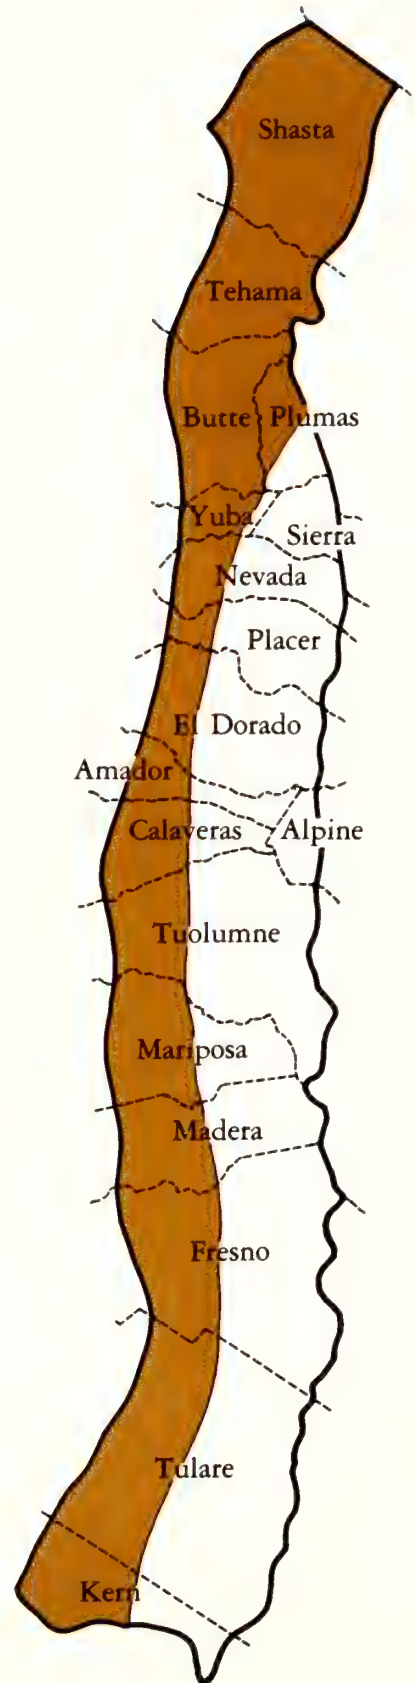 Shasta
Tehama
Butte
Plumas
Yuba
Sierra
Nevada
Placer
El Dorado
Amador
Calaveras
Alpine
Tuolumne
Mariposa
Madera
Fresno
Tulare
Kern